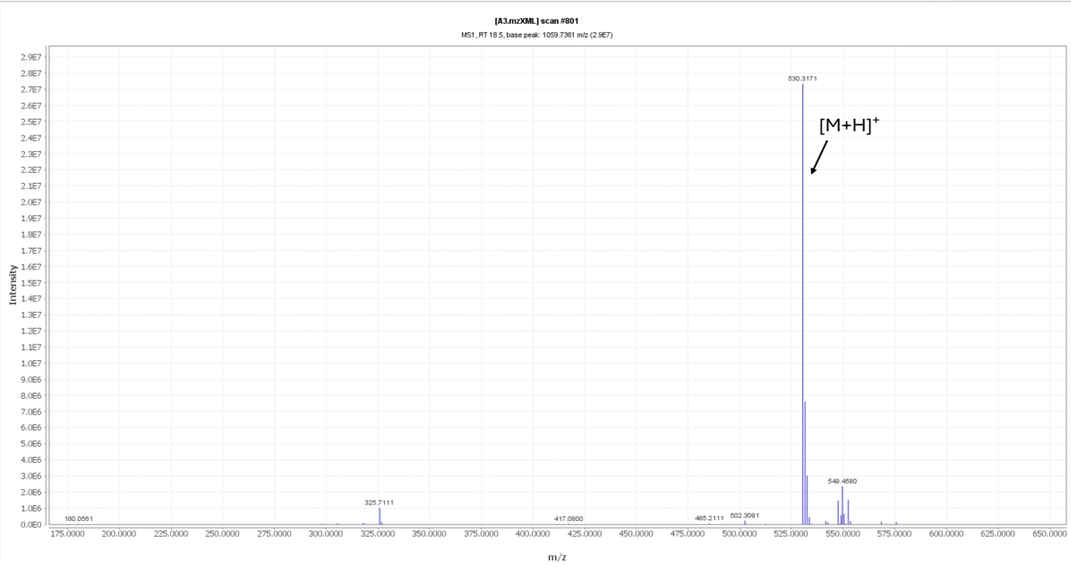 [A3.mzXML] scan #801
MS1, RT 18.5, base peak: 1059.7361 m/z (2.9E7)
2.9E7
2.8E7
2.7E7
2.6E7
2.5E7
2.4E7
2.3E7
2.2E7
2.1E7
2.0E7
1.9E7
1.8E7
1.7E7
1.6E7
1.5E7
1.4E7
1.3E7
1.2E7
1.1E7
1.0E7
9.0E6
8.0E6
7.0E6
6.0E6
5.0E6
4.0E6
3.0E6
2.0E6
1.0E6
0.0E0
Intensity
530.3171
[M+H]⁺
549.4580
325.7111
180.0561
417.0800
485.2111
502.3081
175.0000 200.0000 225.0000 250.0000 275.0000 300.0000 325.0000 350.0000 375.0000 400.0000 425.0000 450.0000 475.0000 500.0000 525.0000 550.0000 575.0000 600.0000 625.0000 650.0000
m/z